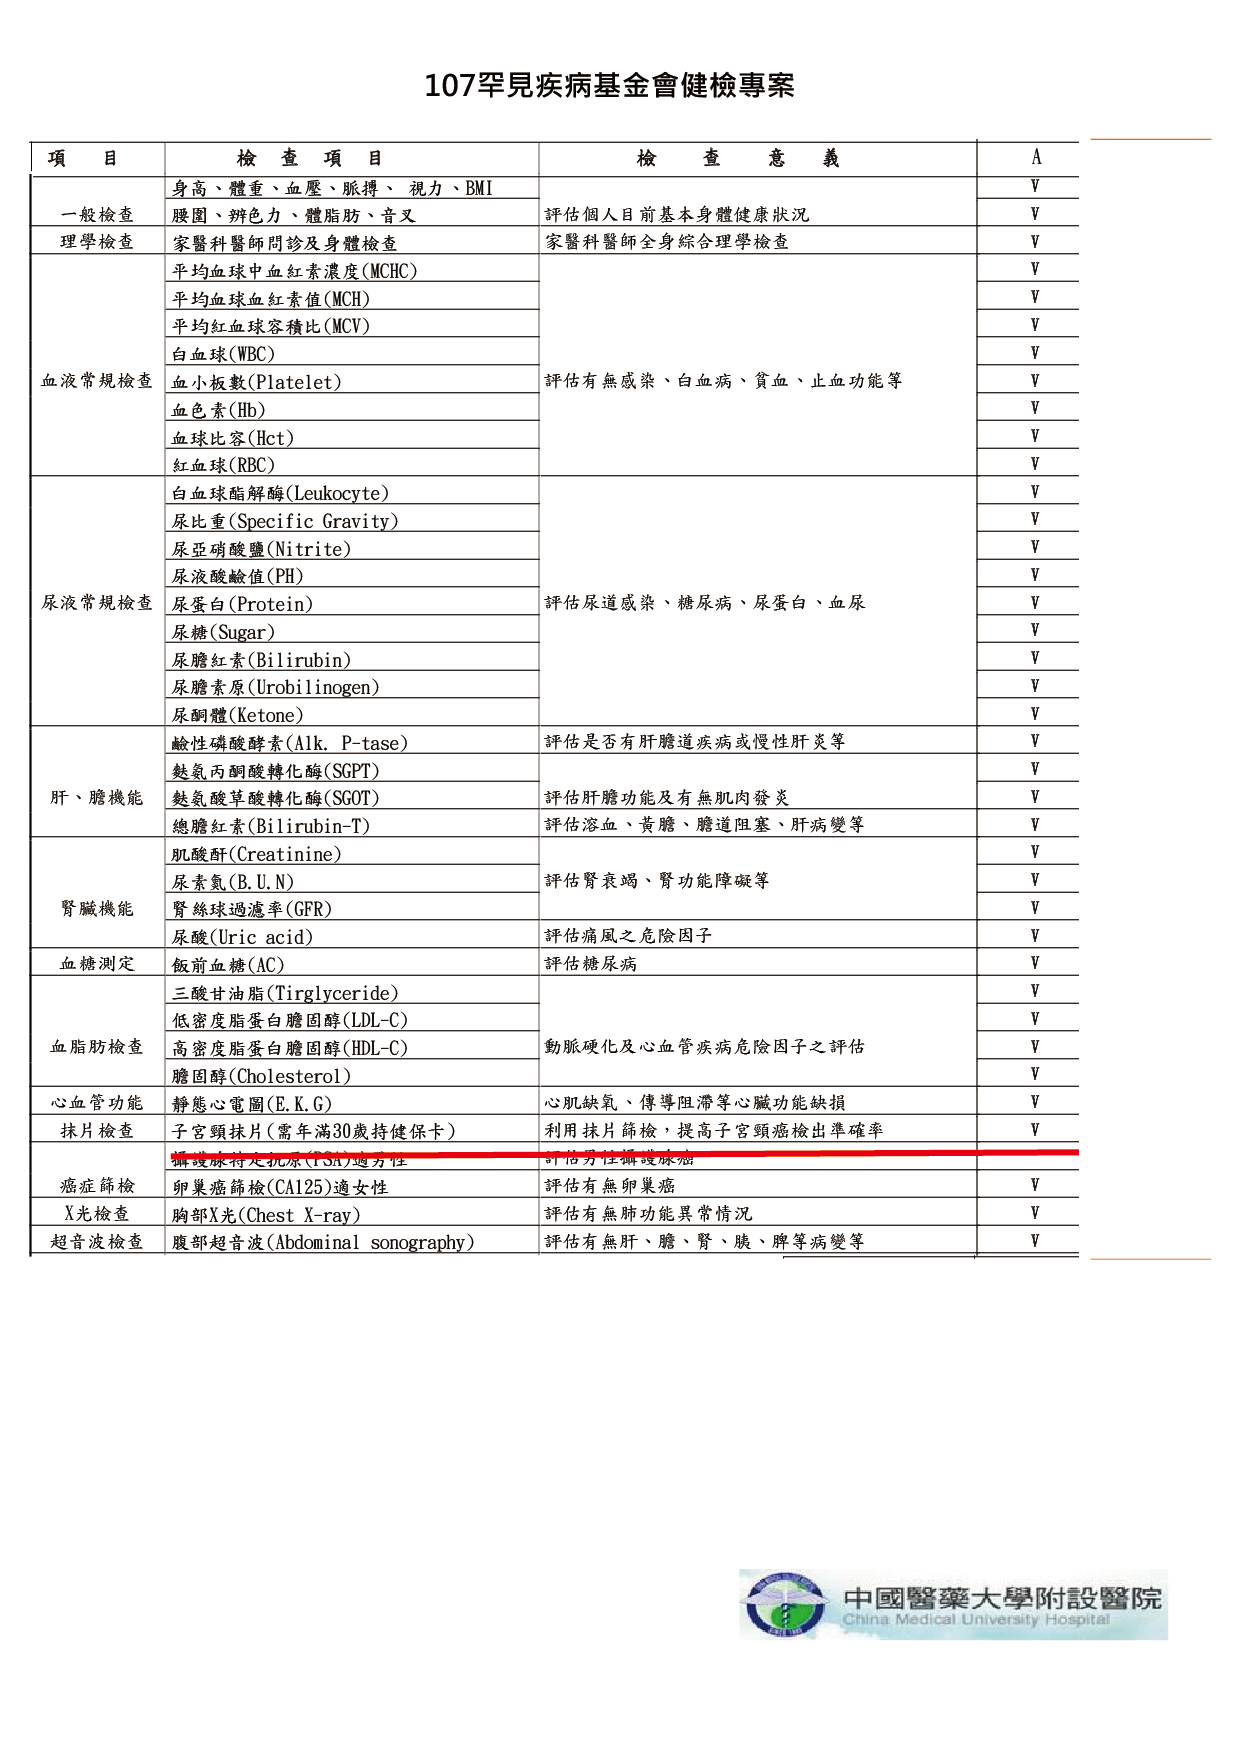 107罕見疾病基金會健檢專案
項 目 檢 查 項 目 檢 查 意 義 A
身高、體重、血壓、脈搏、 視力、BMI V
一般檢查 腰圍、辨色力、體脂肪、音叉 評估個人目前基本身體健康狀況 V
理學檢查 家醫科醫師問診及身體檢查 家醫科醫師全身綜合理學檢查 V
平均血球中血紅素濃度(MCHC) V
平均血球血紅素值(MCH) V
平均紅血球容積比(MCV) V
白血球(WBC) V
血液常規檢查 血小板數(Platelet) 評估有無感染、白血病、貧血、止血功能等 V
血色素(Hb) V
血球比容(Hct) V
紅血球(RBC) V
白血球酯解酶(Leukocyte) V
尿比重(Specific Gravity) V
尿亞硝酸鹽(Nitrite) V
尿液酸鹼值(PH) V
尿液常規檢查 尿蛋白(Protein) 評估尿道感染、糖尿病、尿蛋白、血尿 V
尿糖(Sugar) V
尿膽紅素(Bilirubin) V
尿膽素原(Urobilinogen) V
尿酮體(Ketone) V
鹼性磷酸酵素(Alk. P-tase) 評估是否有肝膽道疾病或慢性肝炎等 V
麩氨丙酮酸轉化酶(SGPT) V
肝、膽機能 麩氨酸草酸轉化酶(SGOT) 評估肝膽功能及有無肌肉發炎 V
總膽紅素(Bilirubin-T) 評估溶血、黃膽、膽道阻塞、肝病變等 V
肌酸酐(Creatinine) V
尿素氮(B.U.N) 評估腎衰竭、腎功能障礙等 V
腎臟機能 腎絲球過濾率(GFR) V
尿酸(Uric acid) 評估痛風之危險因子 V
血糖測定 飯前血糖(AC) 評估糖尿病 V
三酸甘油脂(Tirglyceride) V
低密度脂蛋白膽固醇(LDL-C) V
血脂肪檢查 高密度脂蛋白膽固醇(HDL-C) 動脈硬化及心血管疾病危險因子之評估 V
膽固醇(Cholesterol) V
心血管功能 靜態心電圖(E.K.G) 心肌缺氧、傳導阻滯等心臟功能缺損 V
抹片檢查 子宮頸抹片(需年滿30歲持健保卡) 利用抹片篩檢，提高子宮頸癌檢出準確率 V
攝護腺特定抗原(PSA)適男性 評估男性攝護腺癌
癌症篩檢 卵巢癌篩檢(CA125)適女性 評估有無卵巢癌 V
X光檢查 胸部X光(Chest X-ray) 評估有無肺功能異常情況 V
超音波檢查 腹部超音波(Abdominal sonography) 評估有無肝、膽、腎、胰、脾等病變等 V
中國醫藥大學附設醫院
China Medical University Hospital